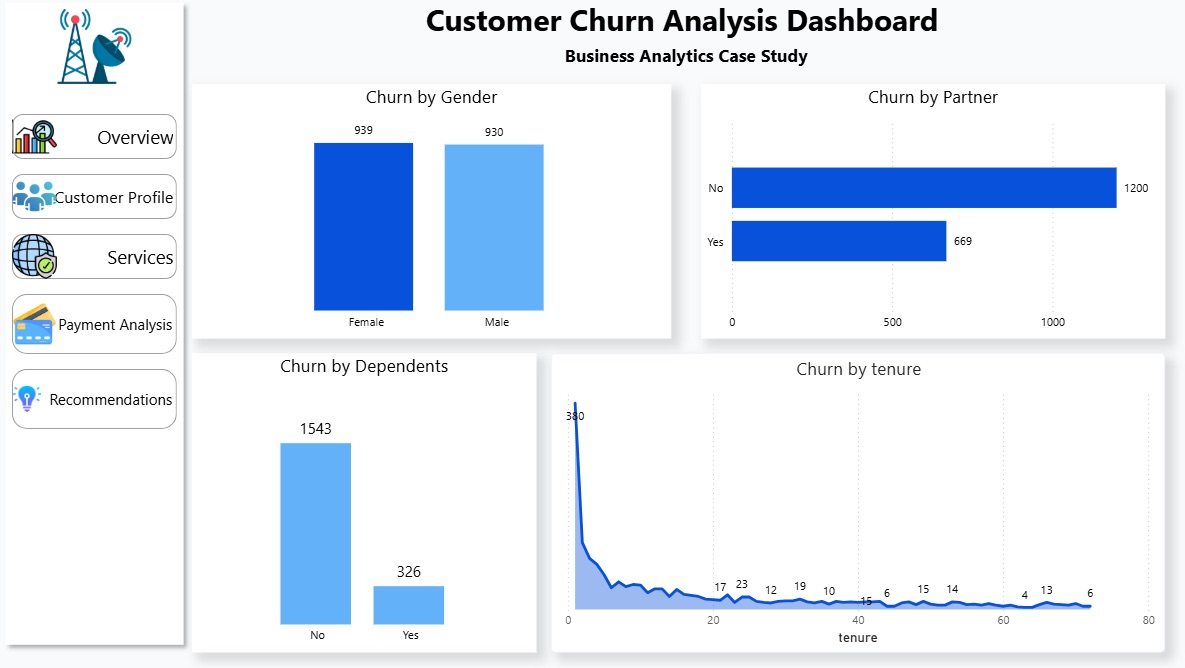 Customer Churn Analysis Dashboard
Business Analytics Case Study
Overview
Customer Profile
Services
Payment Analysis
Recommendations
Churn by Gender
939
930
Female
Male
Churn by Partner
No
1200
Yes
669
0
500
1000
Churn by Dependents
1543
326
No
Yes
Churn by tenure
380
17
23
12
19
10
15
6
15
14
4
13
6
0
20
40
60
80
tenure